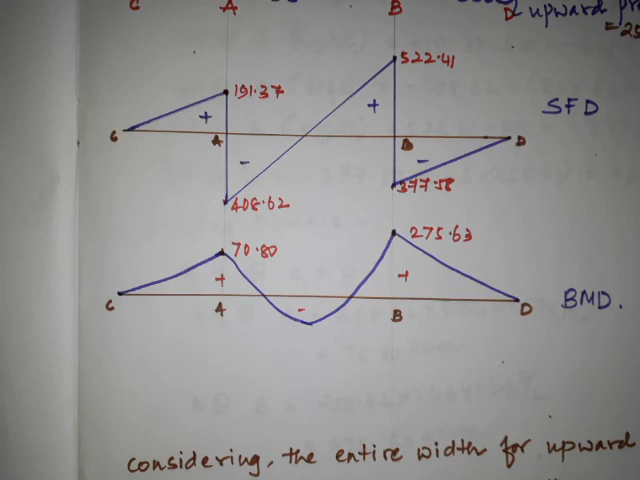 C A B D upward
= 25
522.41
191.37
+ + SFD
C A B D
- -
377.58
408.62
275.63
70.80
+ +
C A - B D BMD.
considering, the entire width for upward